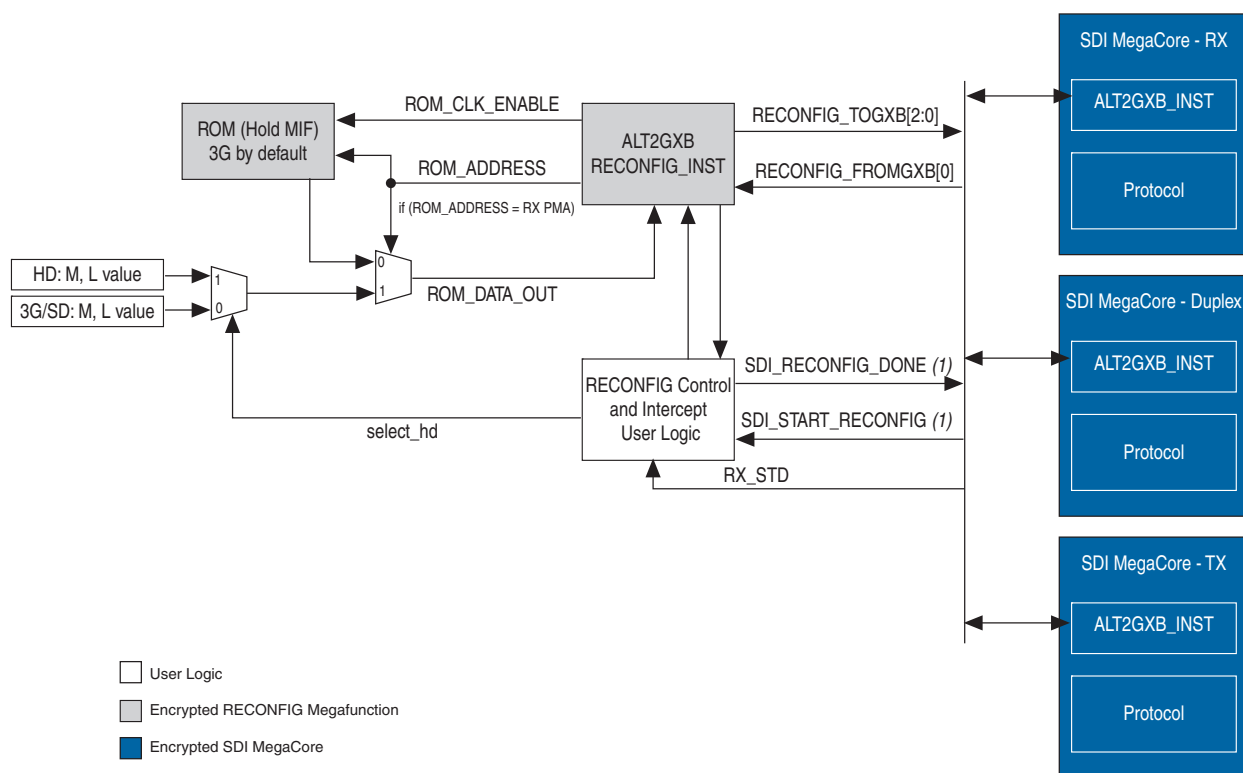 SDI MegaCore - RX
ALT2GXB_INST
Protocol
ROM_CLK_ENABLE
ROM (Hold MIF)
3G by default
ALT2GXB
RECONFIG_INST
RECONFIG_TOGXB[2:0]
ROM_ADDRESS
RECONFIG_FROMGXB[0]
if (ROM_ADDRESS = RX PMA)
0
1
ROM_DATA_OUT
HD: M, L value
3G/SD: M, L value
1
0
SDI MegaCore - Duplex
ALT2GXB_INST
Protocol
RECONFIG Control
and Intercept
User Logic
SDI_RECONFIG_DONE (1)
SDI_START_RECONFIG (1)
select_hd
RX_STD
SDI MegaCore - TX
ALT2GXB_INST
Protocol
User Logic
Encrypted RECONFIG Megafunction
Encrypted SDI MegaCore